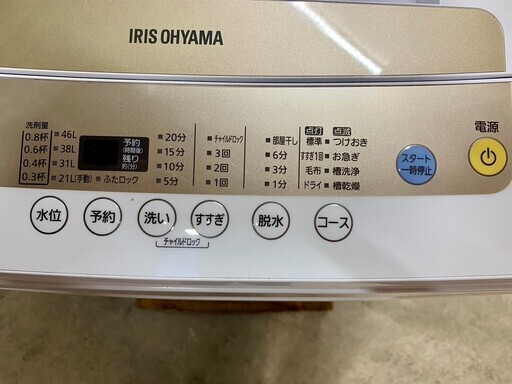 IRIS OHYAMA
洗剤量
0.8杯 46L
0.6杯 38L
0.4杯 31L
0.3杯 21L(手動) ふたロック
予約
(時間後)
残り
約(分)
20分
15分
10分
5分
チャイルドロック
3回
2回
1回
部屋干し
6分
3分
1分
点灯 点滅
標準 つけおき
すすぎ1回 お急ぎ
毛布 槽洗浄
ドライ 槽乾燥
スタート
一時停止
電源
水位
予約
洗い
すすぎ
脱水
コース
チャイルドロック